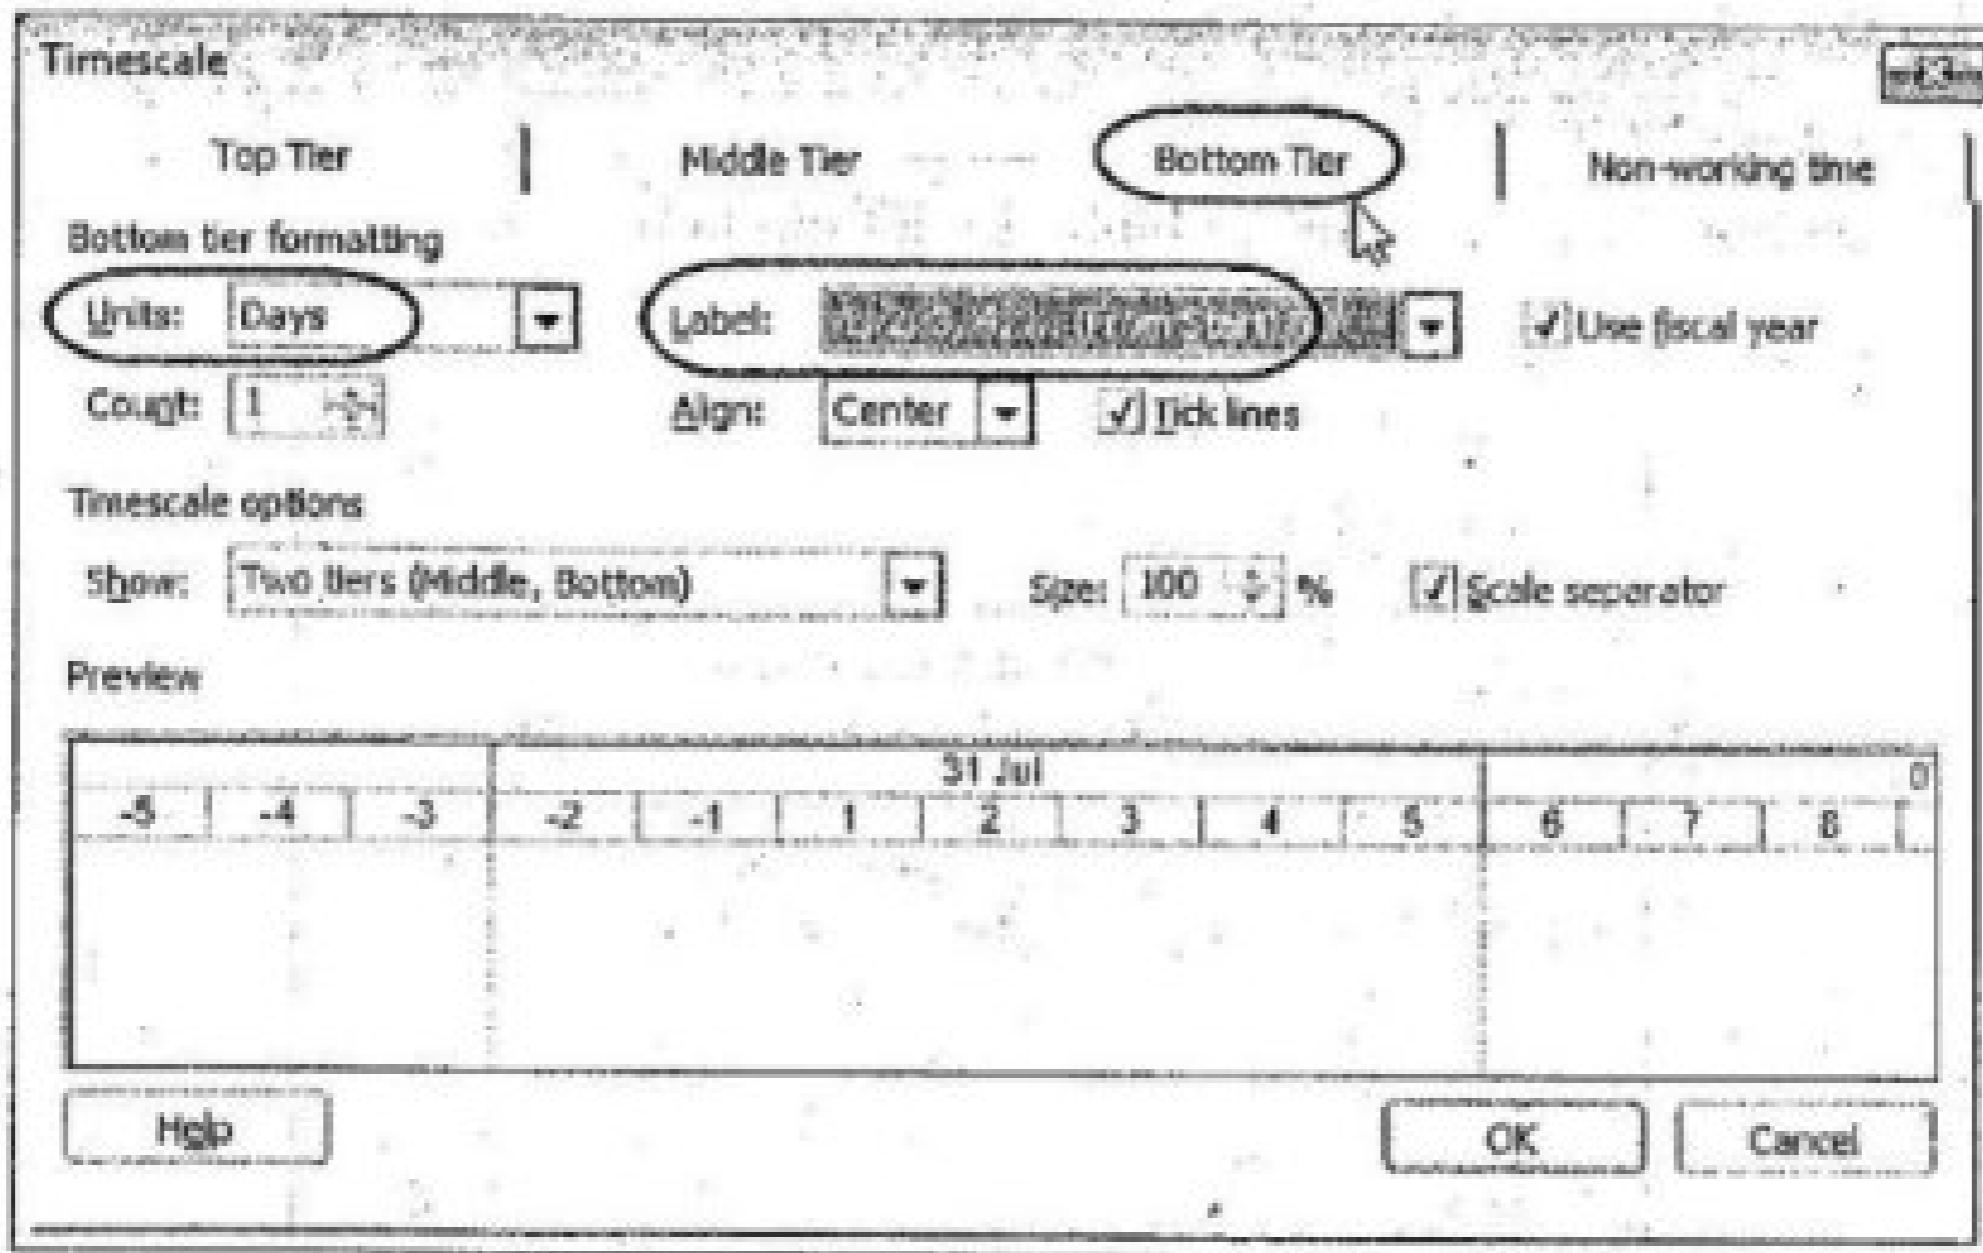 Timescale
Top Tier Middle Tier Bottom Tier Non-working time
Bottom tier formatting
Units: Days Label: Use fiscal year
Count: 1 Align: Center Tick lines
Timescale options
Show: Two tiers (Middle, Bottom) Size: 100 % Scale separator
Preview
31 Jul 0
-5 -4 -3 -2 -1 1 2 3 4 5 6 7 8
Help OK Cancel